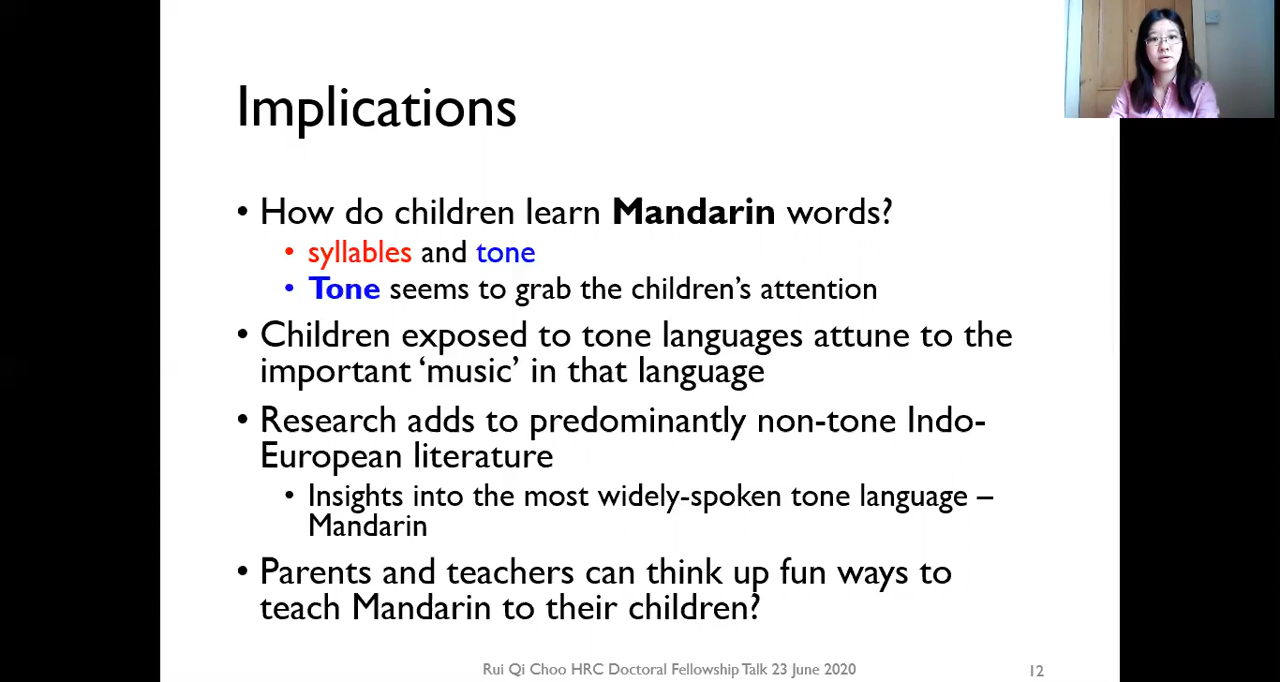 Implications
• How do children learn Mandarin words?
• syllables and tone
• Tone seems to grab the children’s attention
• Children exposed to tone languages attune to the
important ‘music’ in that language
• Research adds to predominantly non-tone Indo-
European literature
• Insights into the most widely-spoken tone language –
Mandarin
• Parents and teachers can think up fun ways to
teach Mandarin to their children?
Rui Qi Choo HRC Doctoral Fellowship Talk 23 June 2020
12